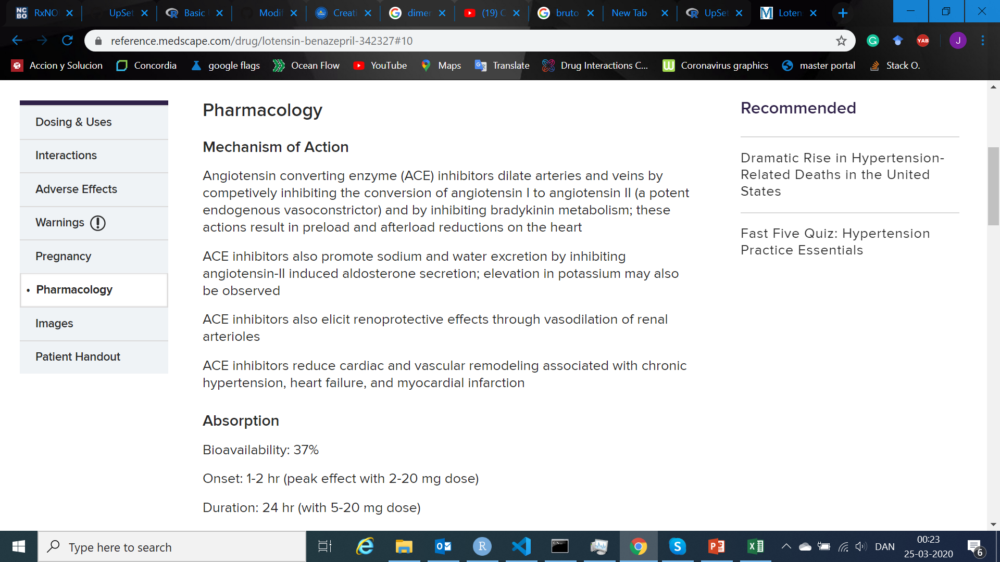 NC
BO
RxNO
UpSet
Basic
Modif
Creati
dimen
(19) C
bruto
New Tab
UpSet
Loten
reference.medscape.com/drug/lotensin-benazepril-342327#10
YAB
J
Accion y Solucion
Concordia
google flags
Ocean Flow
YouTube
Maps
Translate
Drug Interactions C...
Coronavirus graphics
master portal
Stack O.
Dosing & Uses
Interactions
Adverse Effects
Warnings
Pregnancy
• Pharmacology
Images
Patient Handout
Pharmacology
Mechanism of Action
Angiotensin converting enzyme (ACE) inhibitors dilate arteries and veins by
competively inhibiting the conversion of angiotensin I to angiotensin II (a potent
endogenous vasoconstrictor) and by inhibiting bradykinin metabolism; these
actions result in preload and afterload reductions on the heart
ACE inhibitors also promote sodium and water excretion by inhibiting
angiotensin-II induced aldosterone secretion; elevation in potassium may also
be observed
ACE inhibitors also elicit renoprotective effects through vasodilation of renal
arterioles
ACE inhibitors reduce cardiac and vascular remodeling associated with chronic
hypertension, heart failure, and myocardial infarction
Absorption
Bioavailability: 37%
Onset: 1-2 hr (peak effect with 2-20 mg dose)
Duration: 24 hr (with 5-20 mg dose)
Recommended
Dramatic Rise in Hypertension-
Related Deaths in the United
States
Fast Five Quiz: Hypertension
Practice Essentials
Type here to search
DAN
00:23
25-03-2020
6